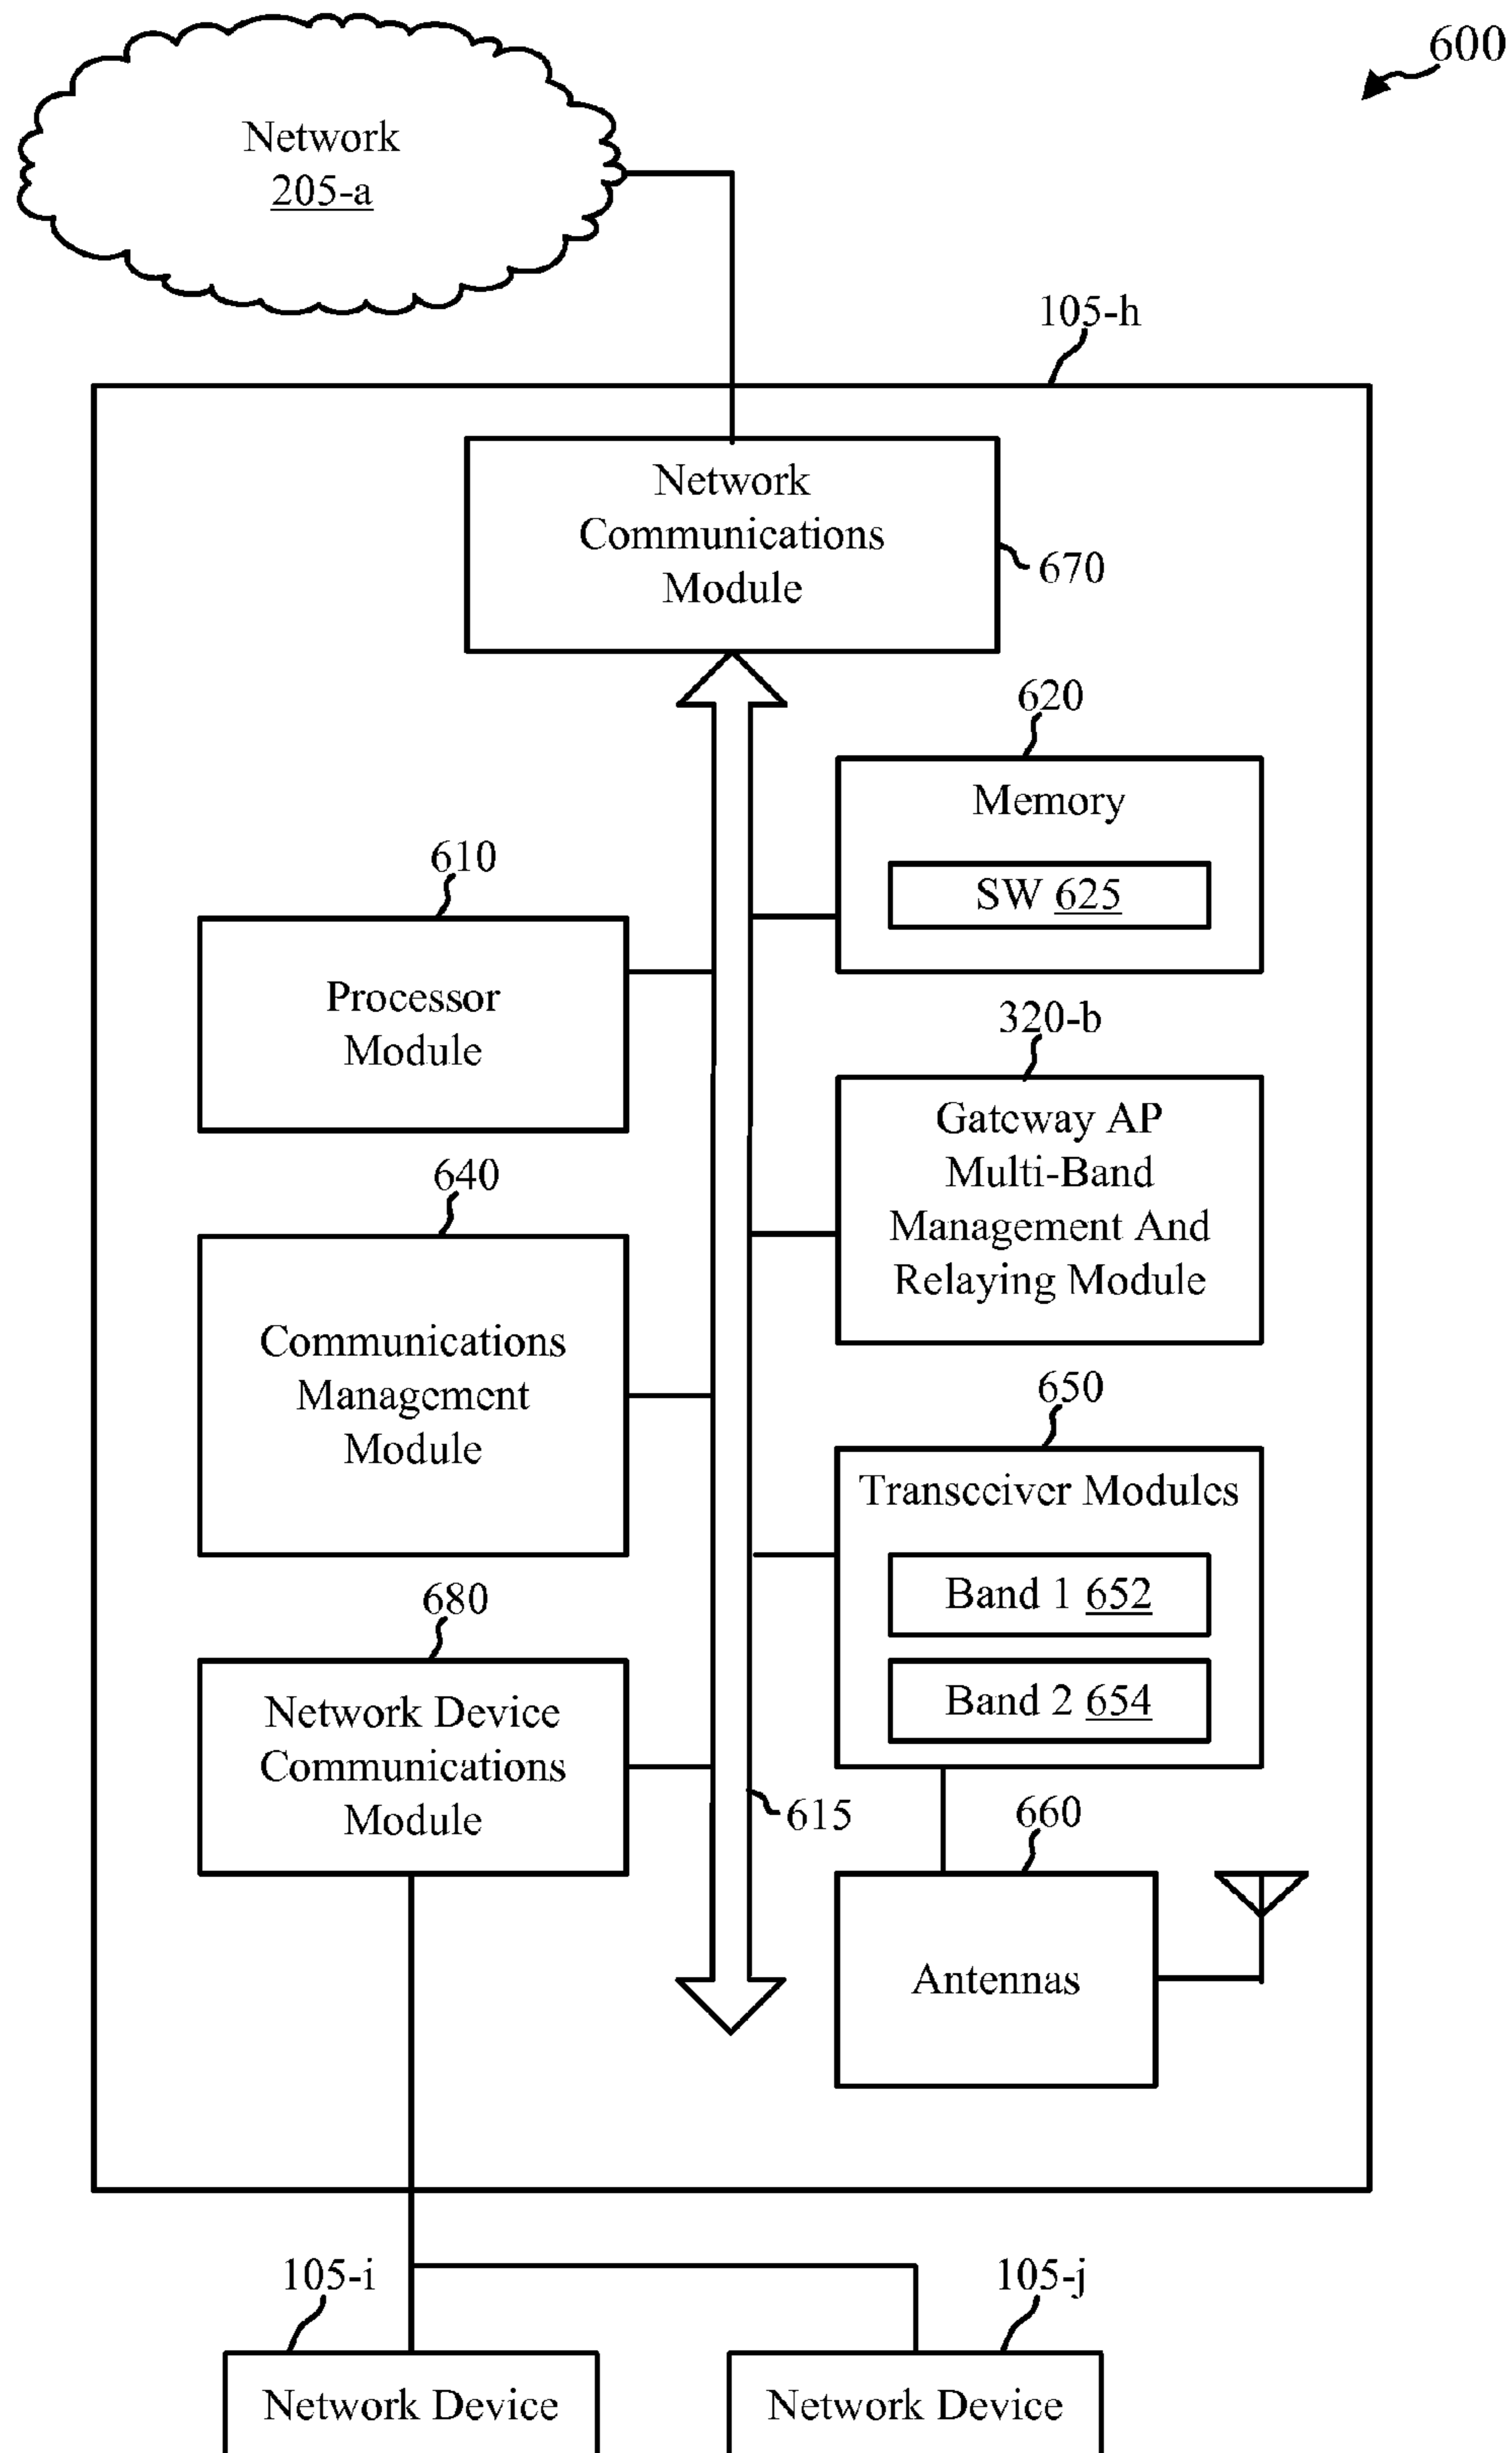 600
Network
205-a
105-h
Network
Communications
Module
670
620
Memory
SW 625
610
Processor
Module
320-b
Gateway AP
Multi-Band
Management And
Relaying Module
640
Communications
Management
Module
650
Transceiver Modules
Band 1 652
Band 2 654
680
Network Device
Communications
Module
615
660
Antennas
105-i
105-j
Network Device
Network Device